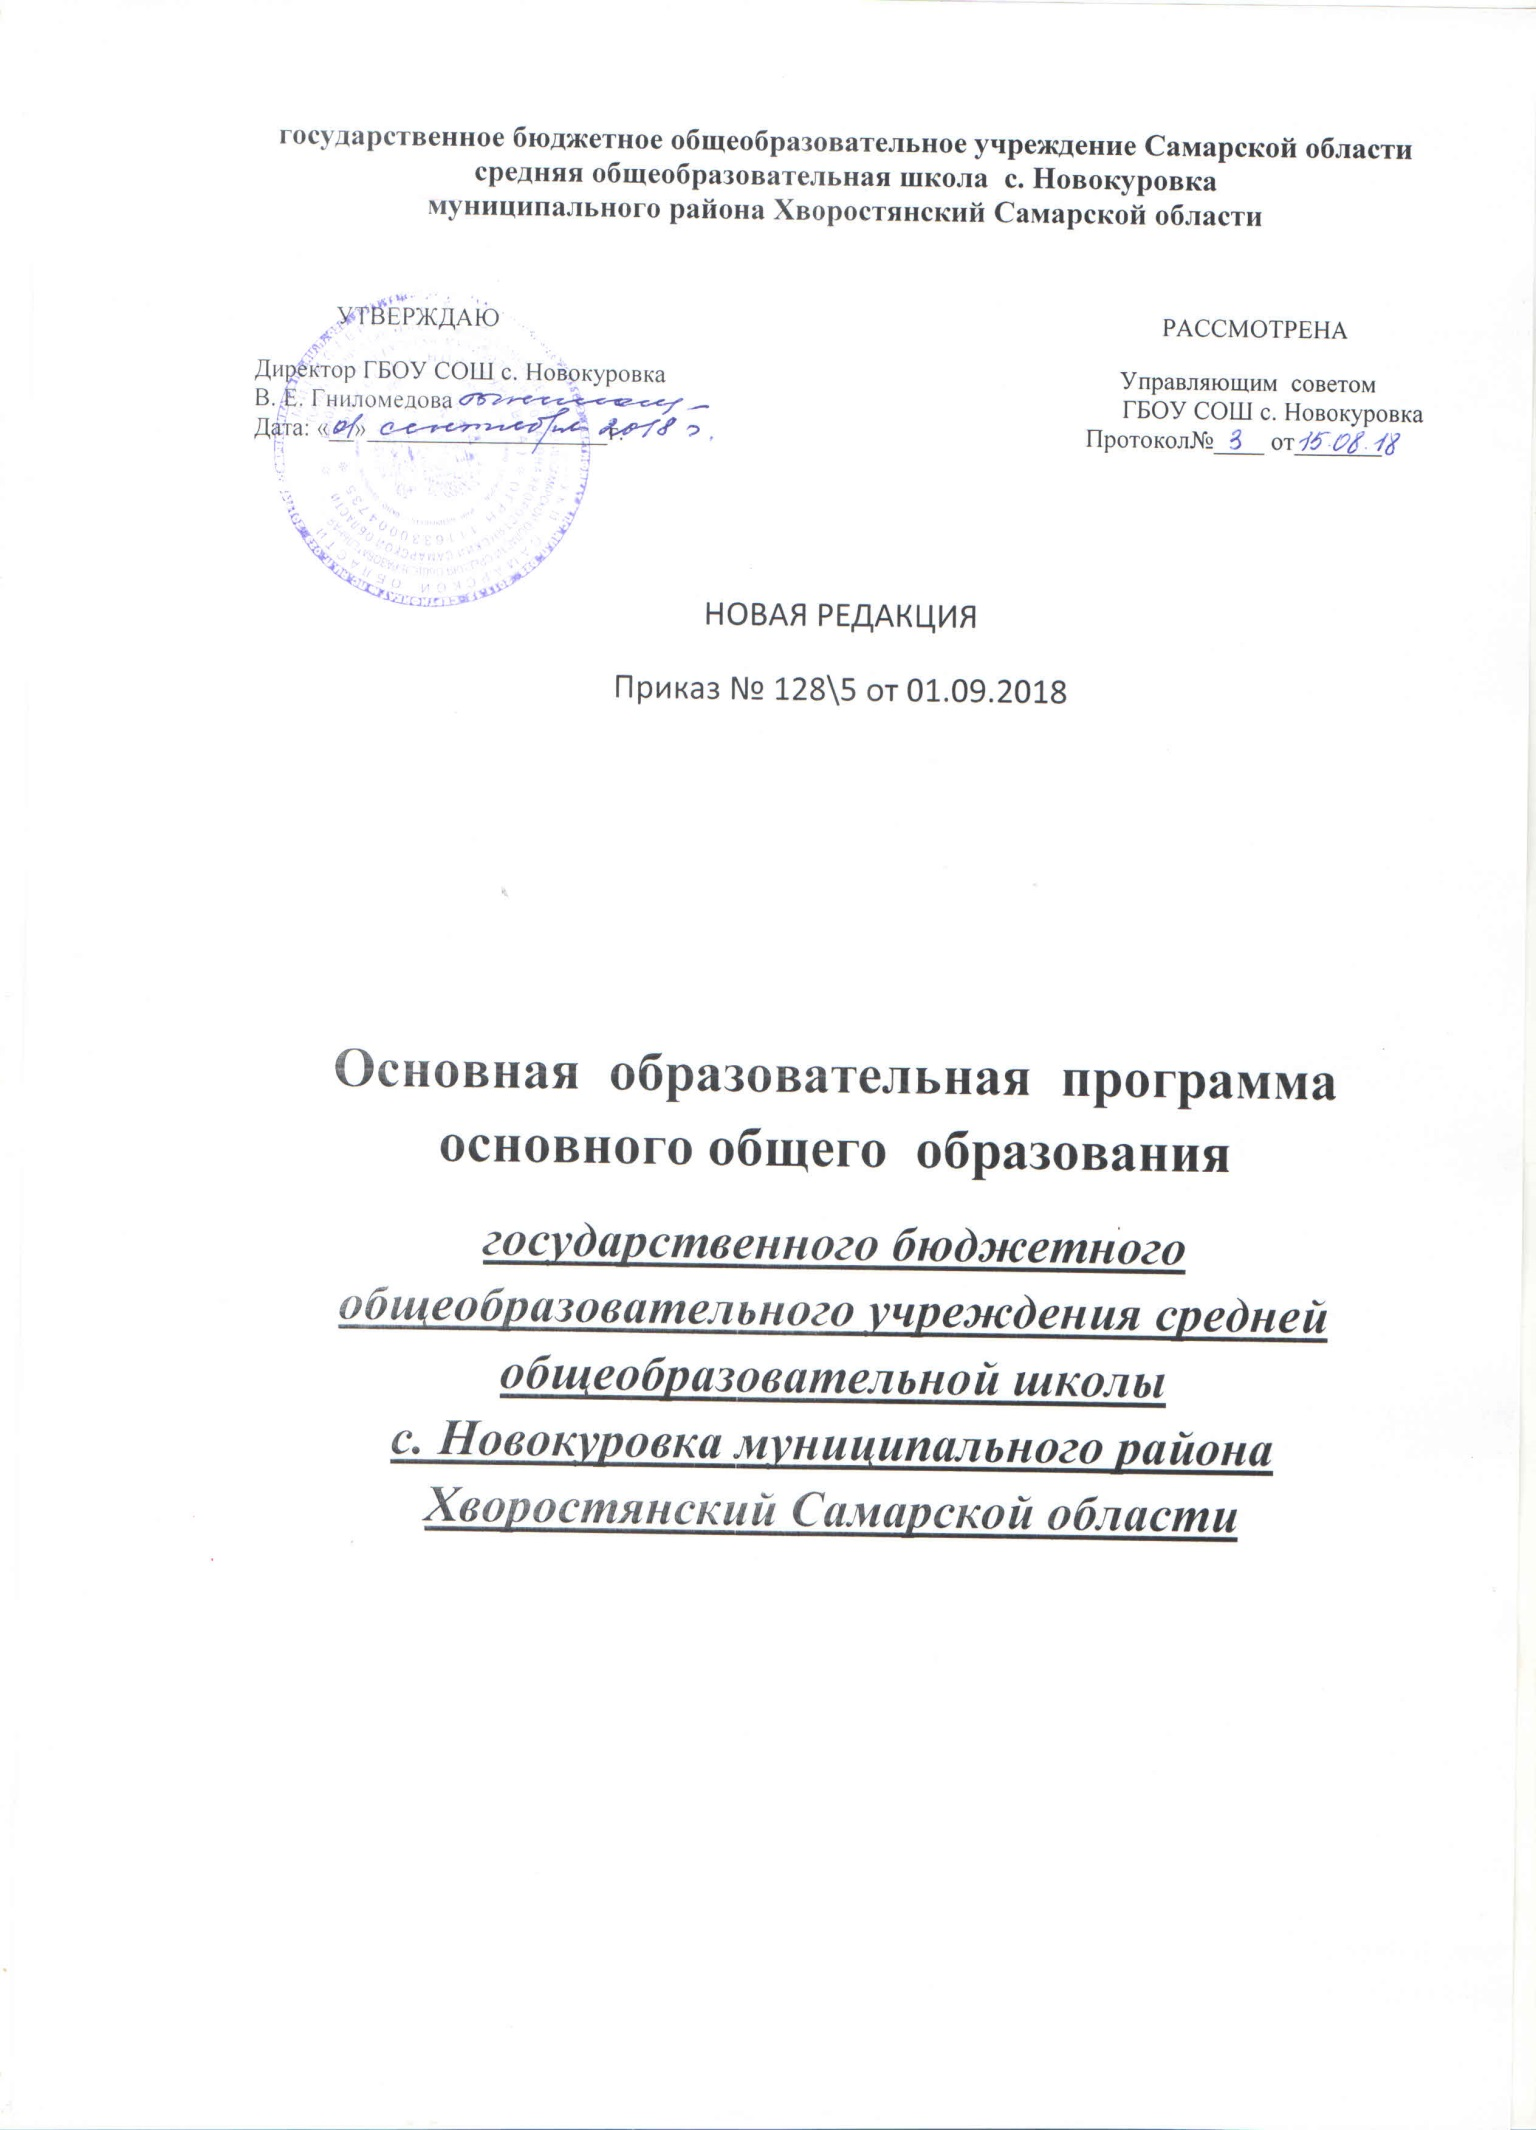 государственное бюджетное общеобразовательное учреждение Самарской области
средняя общеобразовательная школа с. Новокуровка
муниципального района Хворостянский Самарской области
УТВЕРЖДАЮ
Директор ГБОУ СОШ с. Новокуровка
В. Е. Гниломедова
Дата: «01» сентября 2018 г.
РАССМОТРЕНА
Управляющим советом
ГБОУ СОШ с. Новокуровка
Протокол№ 3 от 15.08.18
НОВАЯ РЕДАКЦИЯ
Приказ № 128\5 от 01.09.2018
Основная образовательная программа
основного общего образования
государственного бюджетного
общеобразовательного учреждения средней
общеобразовательной школы
с. Новокуровка муниципального района
Хворостянский Самарской области